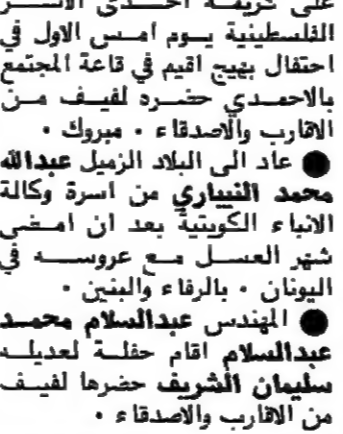 على كريمة احدى الاسر
الفلسطينية يوم امس الاول في
احتفال بهيج اقيم في قاعة المجتمع
بالاحمدي حضره لفيف من
الاقارب والاصدقاء • مبروك •
● عاد الى البلاد الزميل عبدالله
محمد النيباري من اسرة وكالة
الانباء الكويتية بعد ان امضى
شهر العسل مع عروسه في
اليونان • بالرفاء والبنين •
● المهندس عبدالسلام محمد
عبدالسلام اقام حفلة لعديله
سليمان الشريف حضرها لفيف
من الاقارب والاصدقاء •